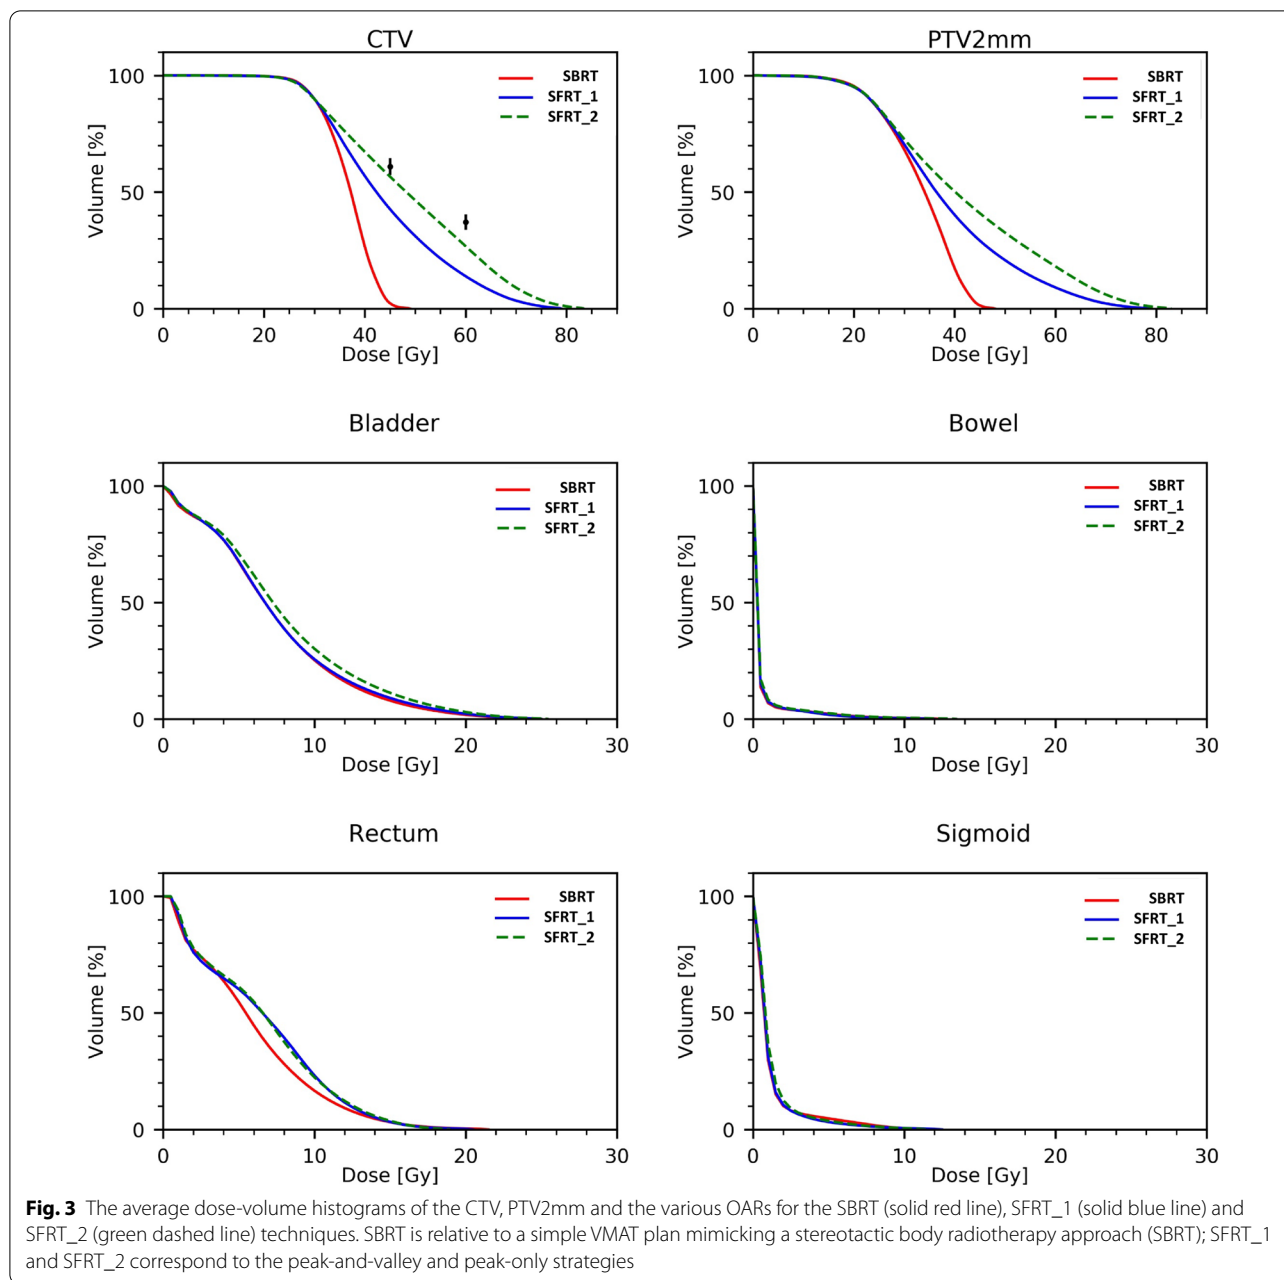 CTV
100
50
0
Volume [%]
0 20 40 60 80
Dose [Gy]
SBRT
SFRT_1
SFRT_2
PTV2mm
100
50
0
Volume [%]
0 20 40 60 80
Dose [Gy]
SBRT
SFRT_1
SFRT_2
Bladder
100
50
0
Volume [%]
0 10 20 30
Dose [Gy]
SBRT
SFRT_1
SFRT_2
Bowel
100
50
0
Volume [%]
0 10 20 30
Dose [Gy]
SBRT
SFRT_1
SFRT_2
Rectum
100
50
0
Volume [%]
0 10 20 30
Dose [Gy]
SBRT
SFRT_1
SFRT_2
Sigmoid
100
50
0
Volume [%]
0 10 20 30
Dose [Gy]
SBRT
SFRT_1
SFRT_2
Fig. 3 The average dose-volume histograms of the CTV, PTV2mm and the various OARs for the SBRT (solid red line), SFRT_1 (solid blue line) and
SFRT_2 (green dashed line) techniques. SBRT is relative to a simple VMAT plan mimicking a stereotactic body radiotherapy approach (SBRT); SFRT_1
and SFRT_2 correspond to the peak-and-valley and peak-only strategies